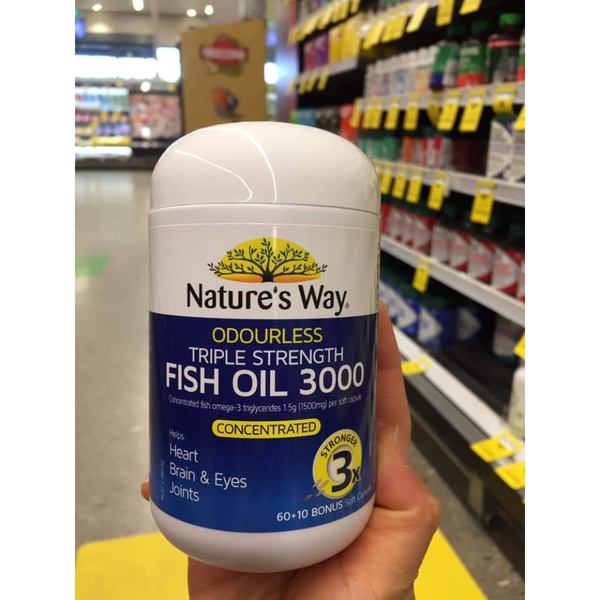 Nature's Way
ODOURLESS
TRIPLE STRENGTH
FISH OIL 3000
Concentrated fish omega-3 triglycerides 1.5g (1500mg) per soft capsule
CONCENTRATED
Helps:
Heart
Brain & Eyes
Joints
STRONGER
3x
60+10 BONUS Soft Capsules